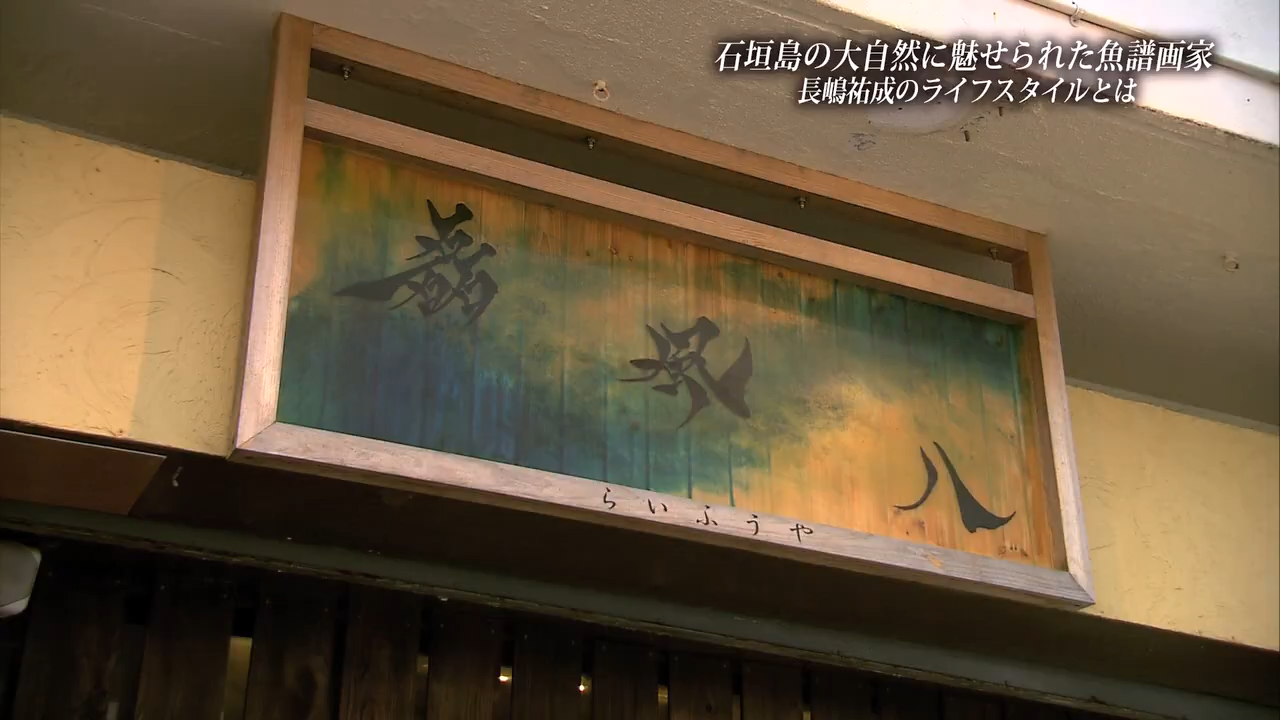 石垣島の大自然に魅せられた魚譜画家
長嶋祐成のライフスタイルとは
八
らいふうや